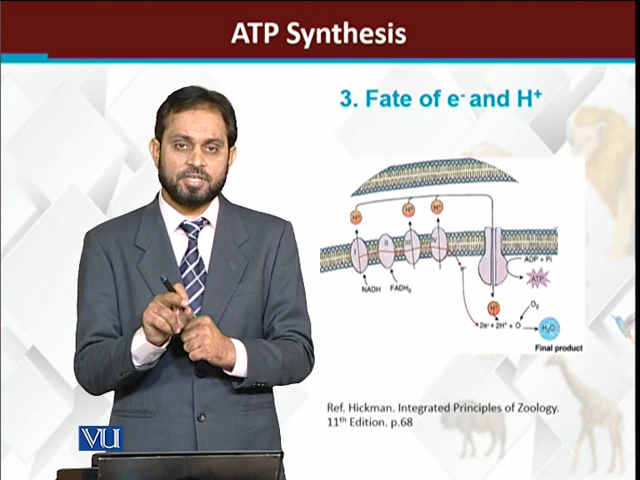 ATP Synthesis
3. Fate of e- and H+
H+ H+ H+
I II III IV
NADH FADH2
ADP + Pi
ATP
e-
H+
O2
2e- + 2H+ + O
H2O
Final product
Ref. Hickman. Integrated Principles of Zoology.
11th Edition. p.68
VU